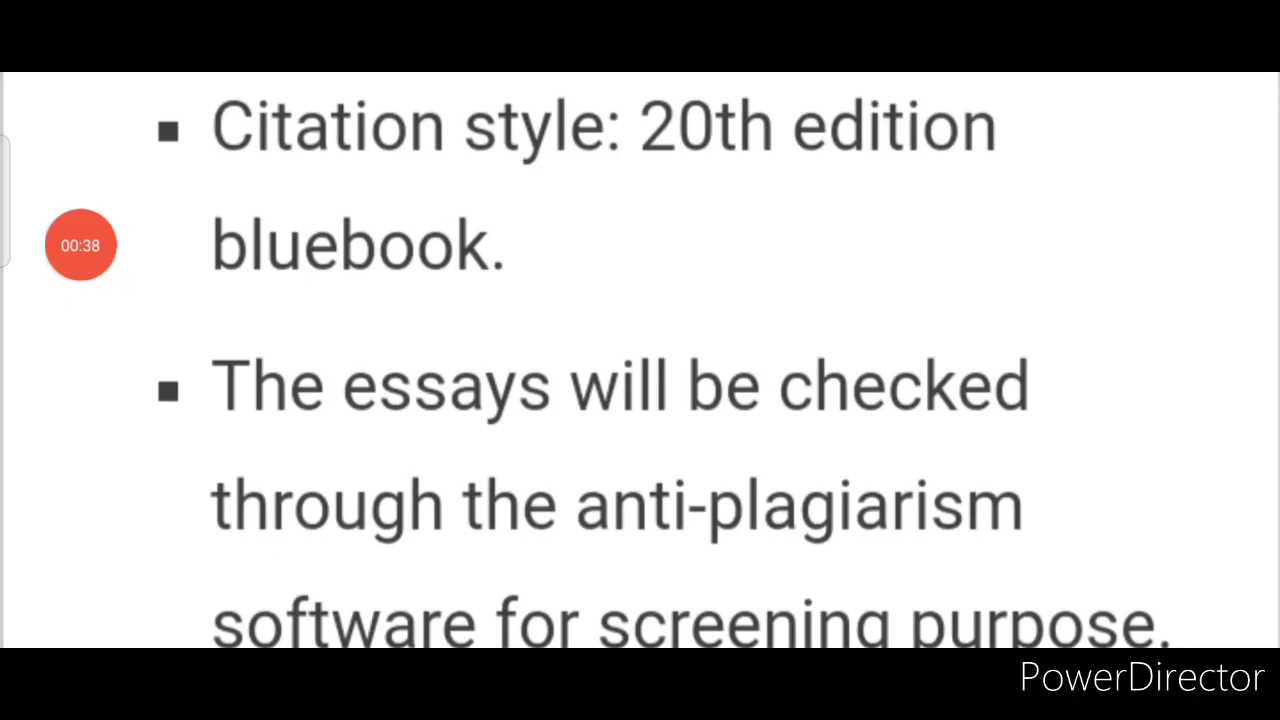 Citation style: 20th edition
bluebook.
00:38
The essays will be checked
through the anti-plagiarism
software for screening purpose.
PowerDirector